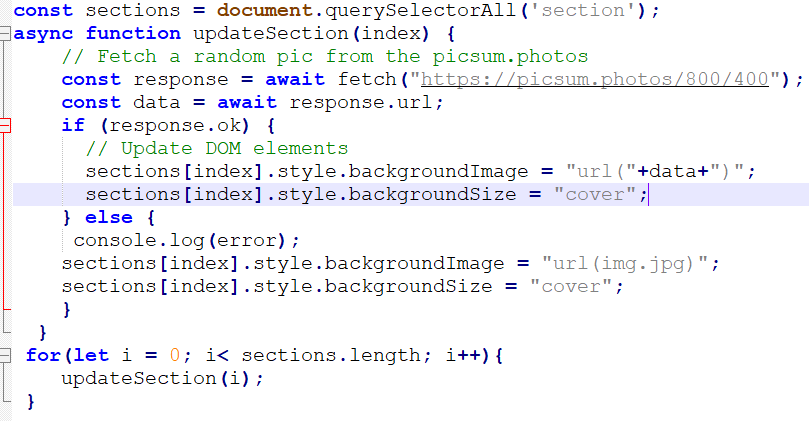 const sections = document.querySelectorAll('section');
async function updateSection(index) {
    // Fetch a random pic from the picsum.photos
    const response = await fetch("https://picsum.photos/800/400");
    const data = await response.url;
    if (response.ok) {
      // Update DOM elements
      sections[index].style.backgroundImage = "url("+data+")";
      sections[index].style.backgroundSize = "cover";
    } else {
     console.log(error);
    sections[index].style.backgroundImage = "url(img.jpg)";
    sections[index].style.backgroundSize = "cover";
    }
  }
 for(let i = 0; i< sections.length; i++){
    updateSection(i);
 }